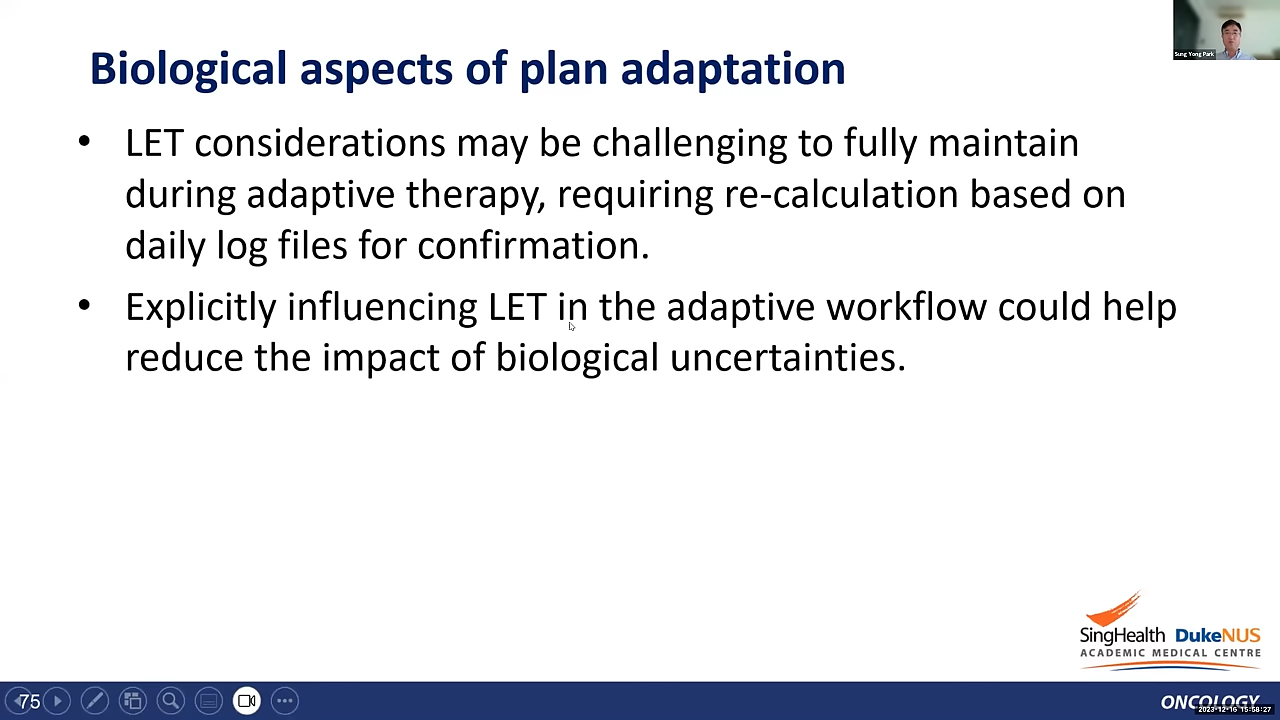 Biological aspects of plan adaptation
Sung Yong Park
• LET considerations may be challenging to fully maintain
during adaptive therapy, requiring re-calculation based on
daily log files for confirmation.
• Explicitly influencing LET in the adaptive workflow could help
reduce the impact of biological uncertainties.
SingHealth DukeNUS
ACADEMIC MEDICAL CENTRE
75
ONCOLOGY
2023-12-16 15:58:27